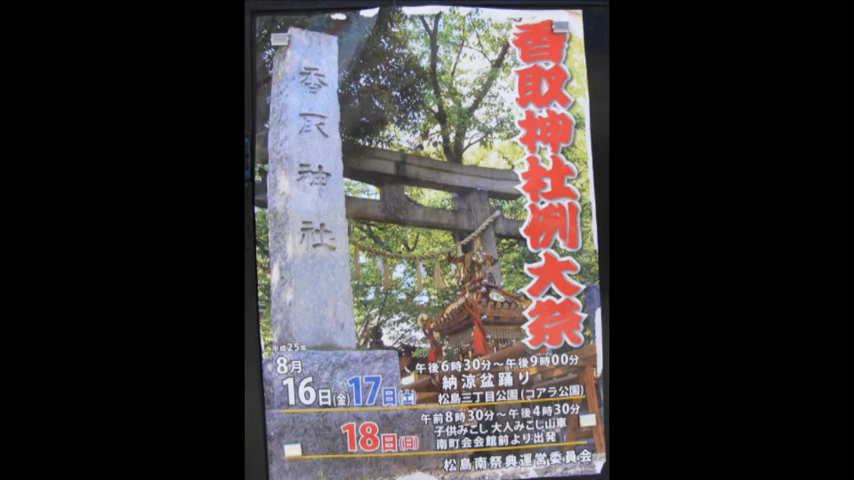 香取神社例大祭
香取神社
平成25年
8月
16日(金)17日(土)
午後6時30分～午後9時00分
納涼盆踊り
松島三丁目公園(コアラ公園)
18日(日)
午前8時30分～午後4時30分
子供みこし 大人みこし山車
南町会会館前より出発
松島南祭典運営委員会